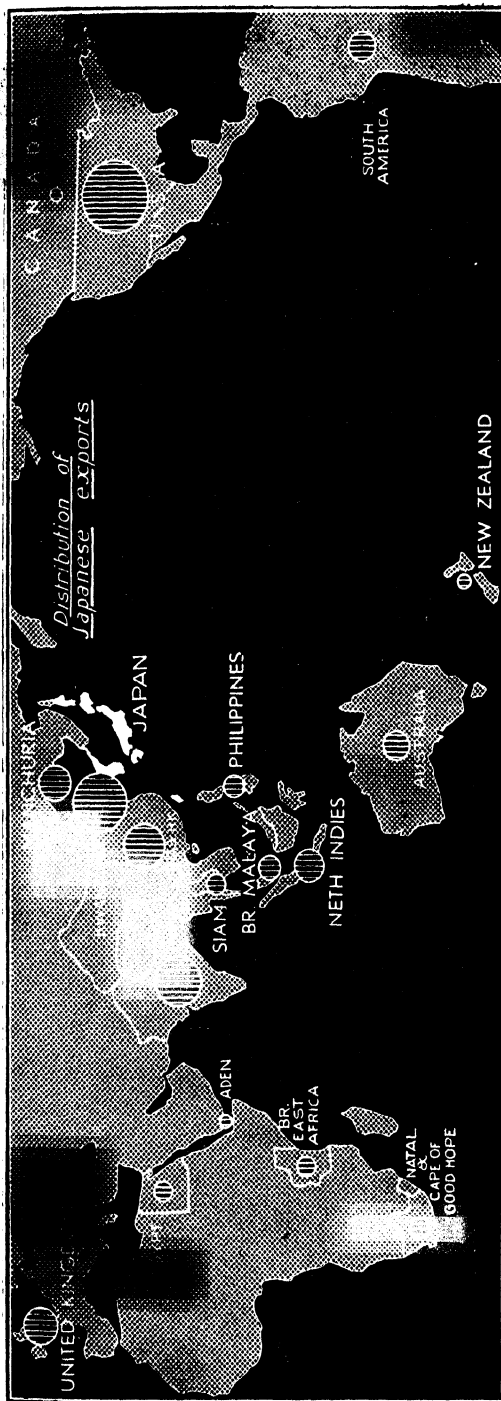 CANADA
Distribution of
Japanese exports
JAPAN
PHILIPPINES
SIAM
BR. MALAYA
NETH INDIES
AUSTRALIA
NEW ZEALAND
SOUTH
AMERICA
UNITED
ADEN
BR.
EAST
AFRICA
NATAL
&
CAPE OF
GOOD HOPE